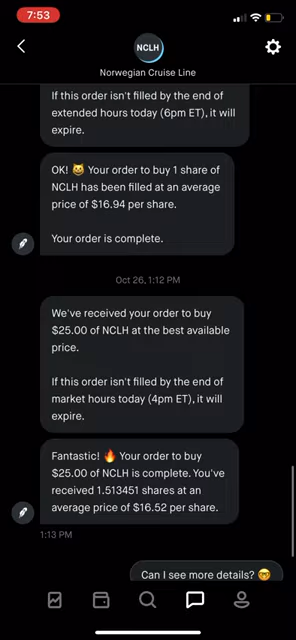 7:53
NCLH
Norwegian Cruise Line
If this order isn't filled by the end of
extended hours today (6pm ET), it will
expire.
OK! 😺 Your order to buy 1 share of
NCLH has been filled at an average
price of $16.94 per share.
Your order is complete.
Oct 26, 1:12 PM
We've received your order to buy
$25.00 of NCLH at the best available
price.
If this order isn't filled by the end of
market hours today (4pm ET), it will
expire.
Fantastic! 🔥 Your order to buy
$25.00 of NCLH is complete. You've
received 1.513451 shares at an
average price of $16.52 per share.
1:13 PM
Can I see more details? 🤓